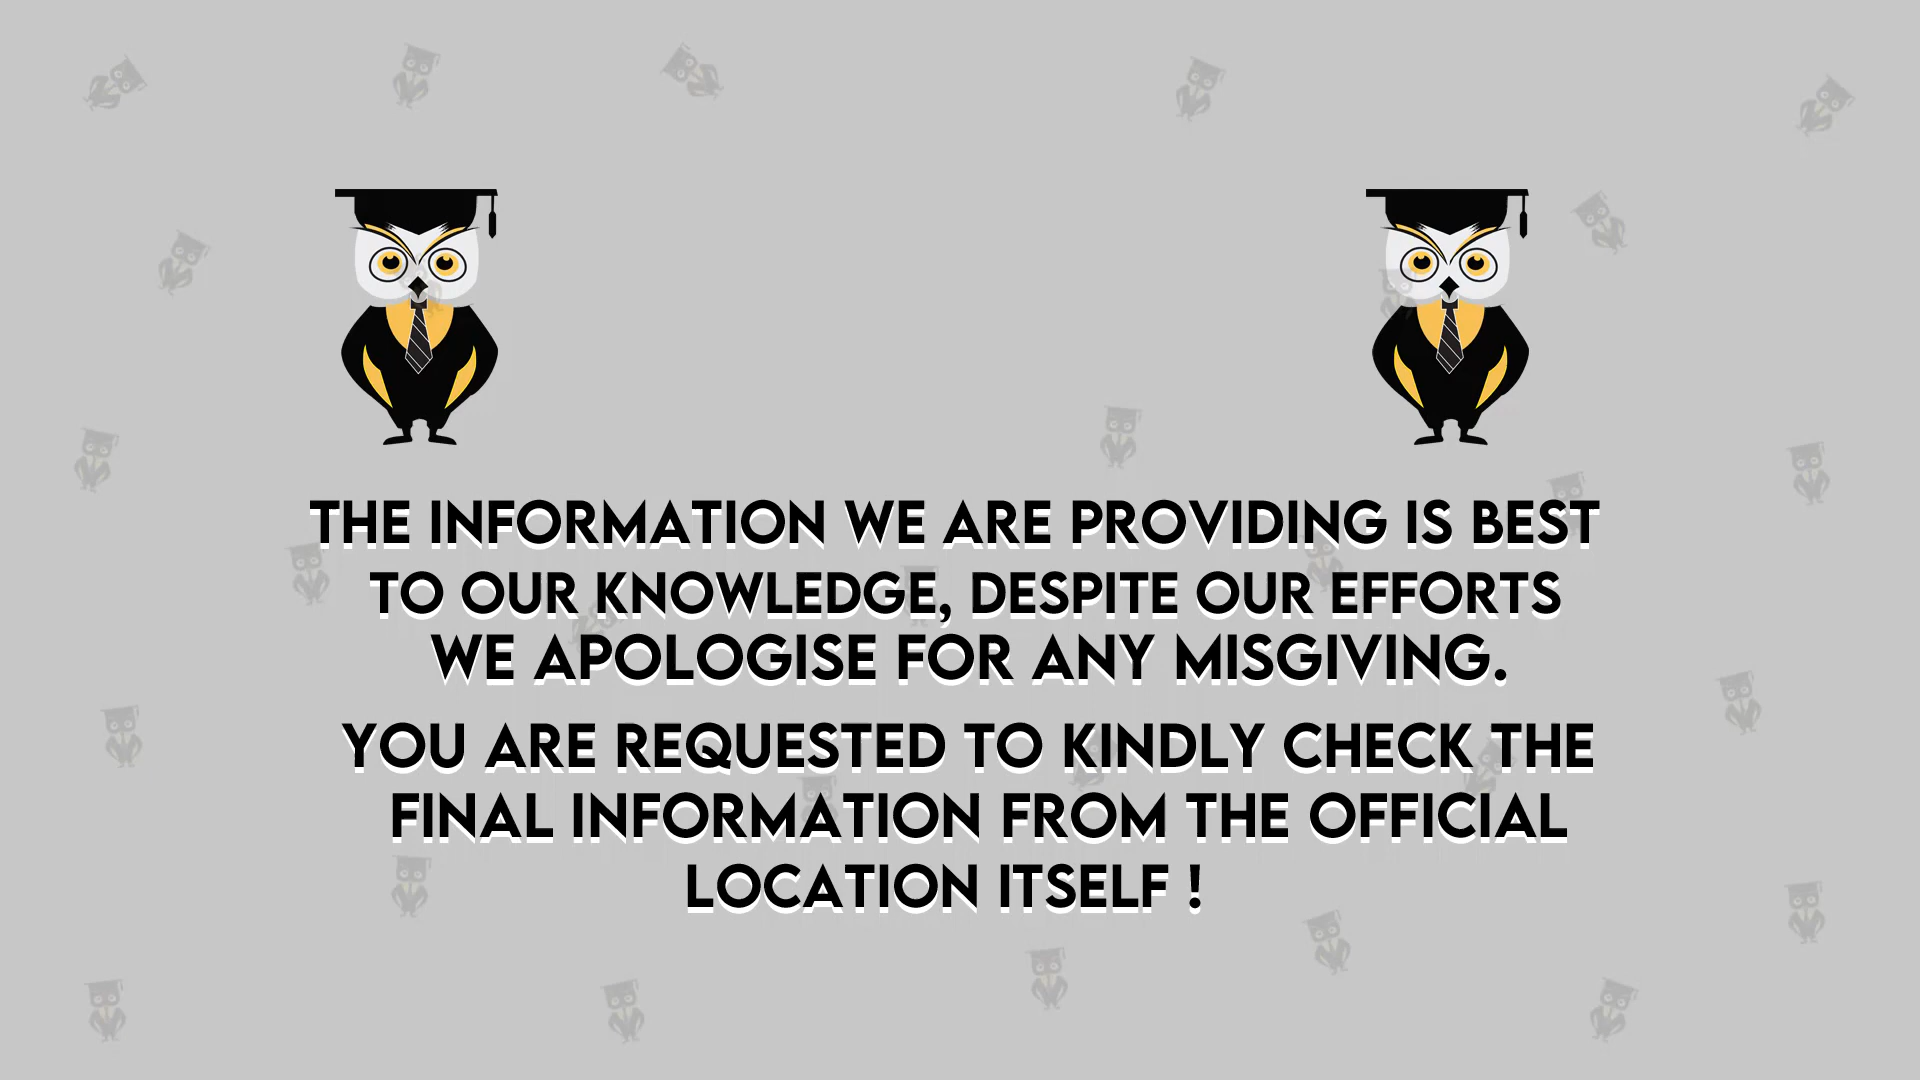 THE INFORMATION WE ARE PROVIDING IS BEST
TO OUR KNOWLEDGE, DESPITE OUR EFFORTS
WE APOLOGISE FOR ANY MISGIVING.
YOU ARE REQUESTED TO KINDLY CHECK THE
FINAL INFORMATION FROM THE OFFICIAL
LOCATION ITSELF !